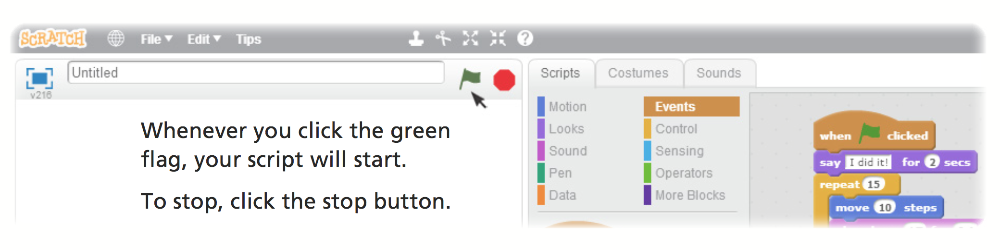 SCRATCH File Edit Tips ?
Untitled
v216
Whenever you click the green
flag, your script will start.
To stop, click the stop button.
Scripts Costumes Sounds
Motion Events
Looks Control
Sound Sensing
Pen Operators
Data More Blocks
when clicked
say I did it! for 2 secs
repeat 15
move 10 steps